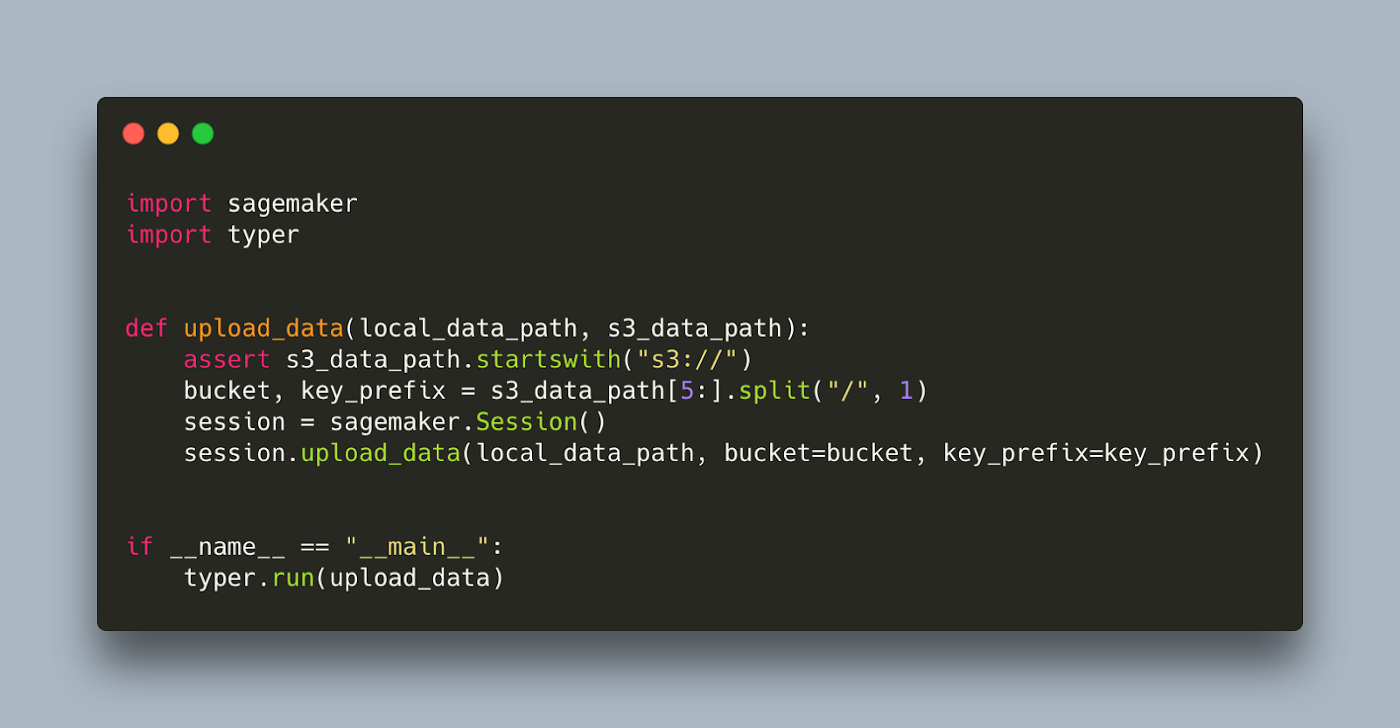 import sagemaker
import typer
def upload_data(local_data_path, s3_data_path):
    assert s3_data_path.startswith("s3://")
    bucket, key_prefix = s3_data_path[5:].split("/", 1)
    session = sagemaker.Session()
    session.upload_data(local_data_path, bucket=bucket, key_prefix=key_prefix)
if __name__ == "__main__":
    typer.run(upload_data)